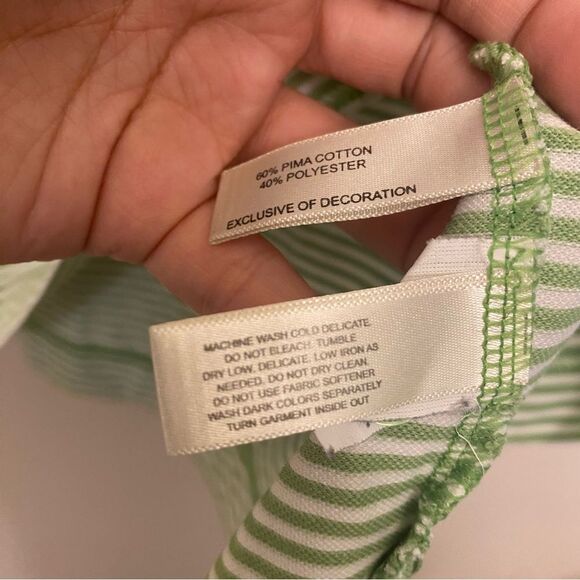 60% PIMA COTTON
40% POLYESTER
EXCLUSIVE OF DECORATION
MACHINE WASH COLD DELICATE.
DO NOT BLEACH. TUMBLE
DRY LOW, DELICATE. LOW IRON AS
NEEDED. DO NOT DRY CLEAN.
DO NOT USE FABRIC SOFTENER
WASH DARK COLORS SEPARATELY
TURN GARMENT INSIDE OUT